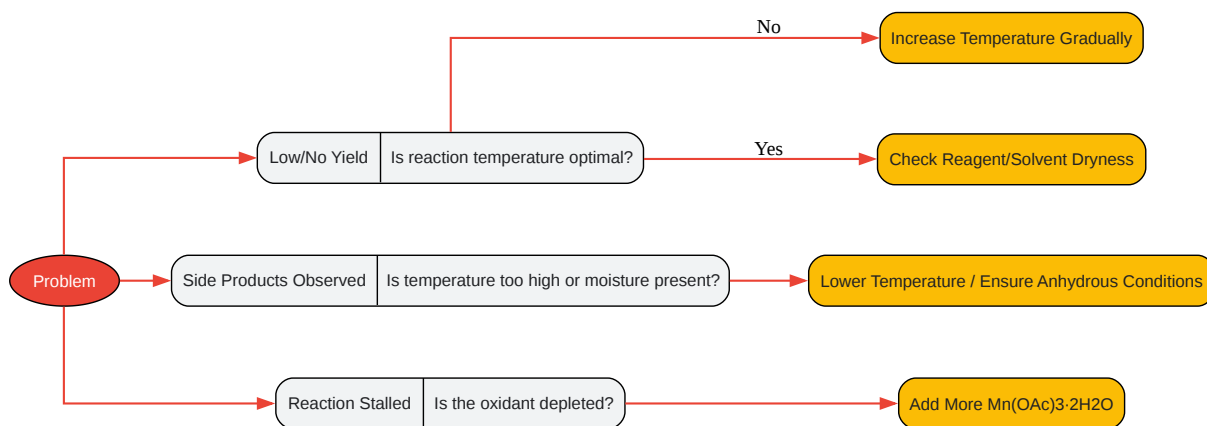 No
Increase Temperature Gradually
Low/No Yield
Is reaction temperature optimal?
Yes
Check Reagent/Solvent Dryness
Problem
Side Products Observed
Is temperature too high or moisture present?
Lower Temperature / Ensure Anhydrous Conditions
Reaction Stalled
Is the oxidant depleted?
Add More Mn(OAc)3·2H2O